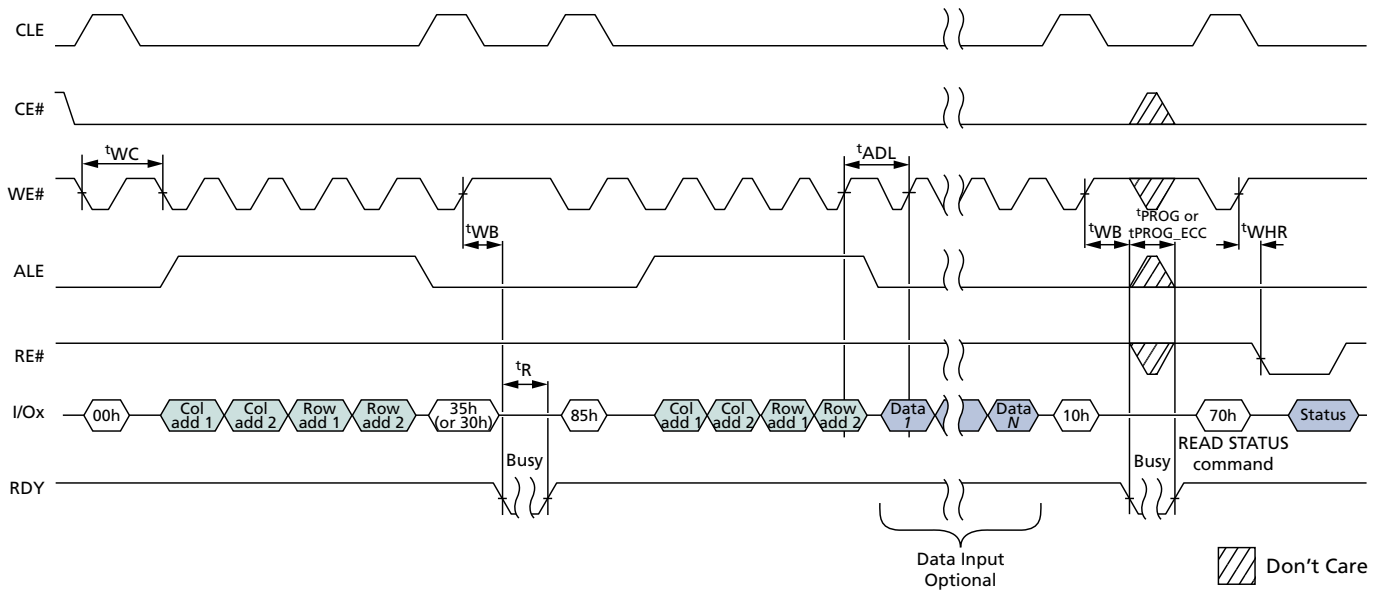 CLE
CE#
tWC
tADL
WE#
tWB
tWB
tPROG or
tPROG_ECC
tWHR
ALE
RE#
tR
I/Ox
00h
Col
add 1
Col
add 2
Row
add 1
Row
add 2
35h
(or 30h)
85h
Col
add 1
Col
add 2
Row
add 1
Row
add 2
Data
1
Data
N
10h
70h
Status
READ STATUS
command
Busy
Busy
RDY
Data Input
Optional
Don't Care